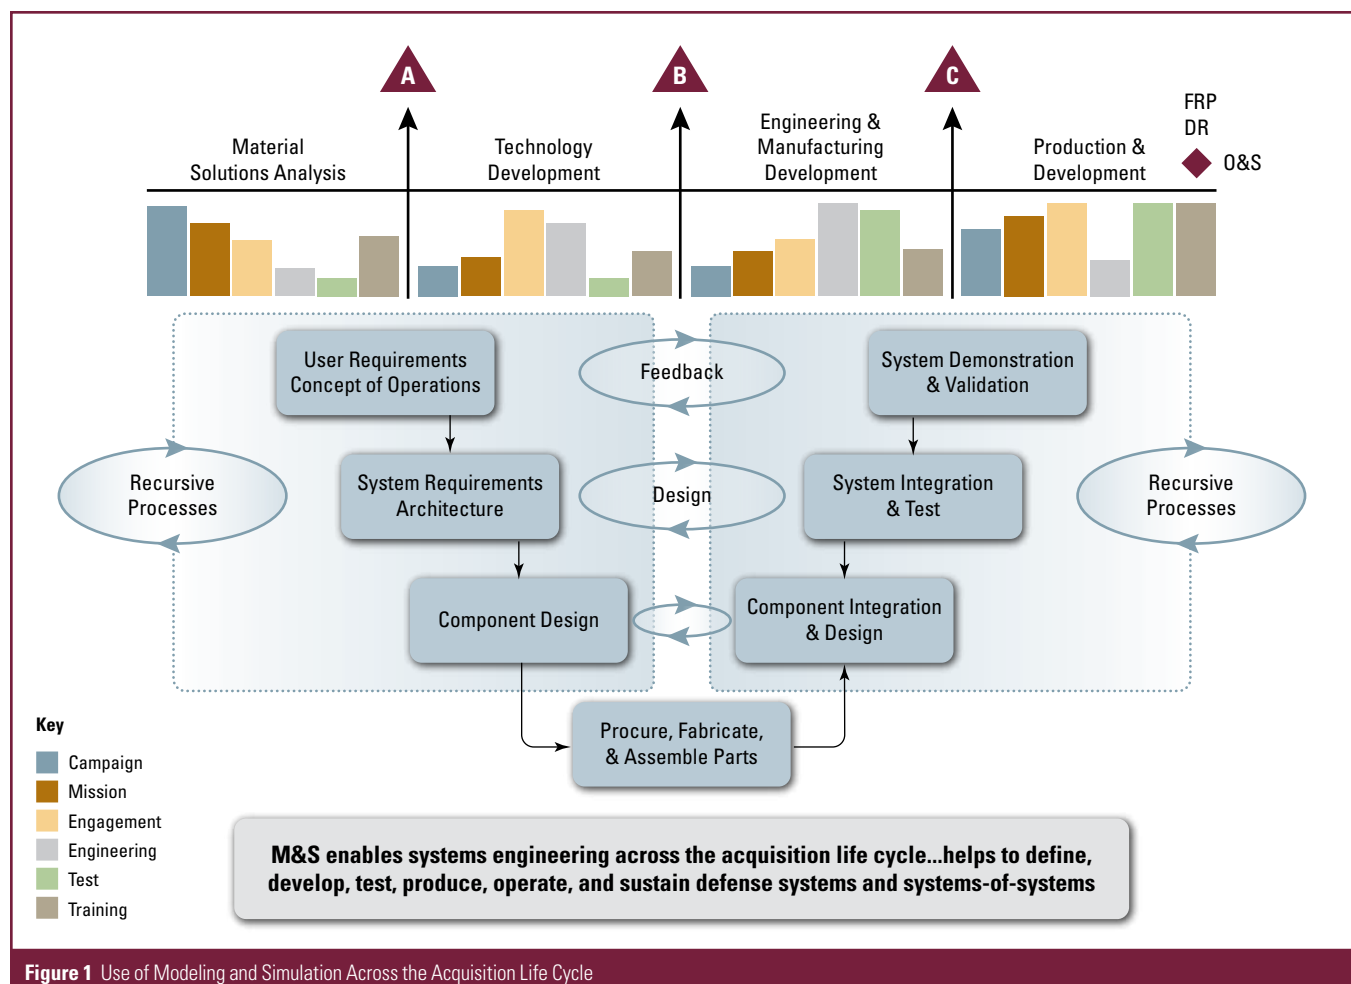 A
B
C
Material
Solutions Analysis
Technology
Development
Engineering &
Manufacturing
Development
Production &
Development
FRP
DR
O&S
User Requirements
Concept of Operations
Feedback
System Demonstration
& Validation
Recursive
Processes
System Requirements
Architecture
Design
System Integration
& Test
Recursive
Processes
Component Design
Component Integration
& Design
Procure, Fabricate,
& Assemble Parts
Key
Campaign
Mission
Engagement
Engineering
Test
Training
M&S enables systems engineering across the acquisition life cycle...helps to define,
develop, test, produce, operate, and sustain defense systems and systems-of-systems
Figure 1 Use of Modeling and Simulation Across the Acquisition Life Cycle